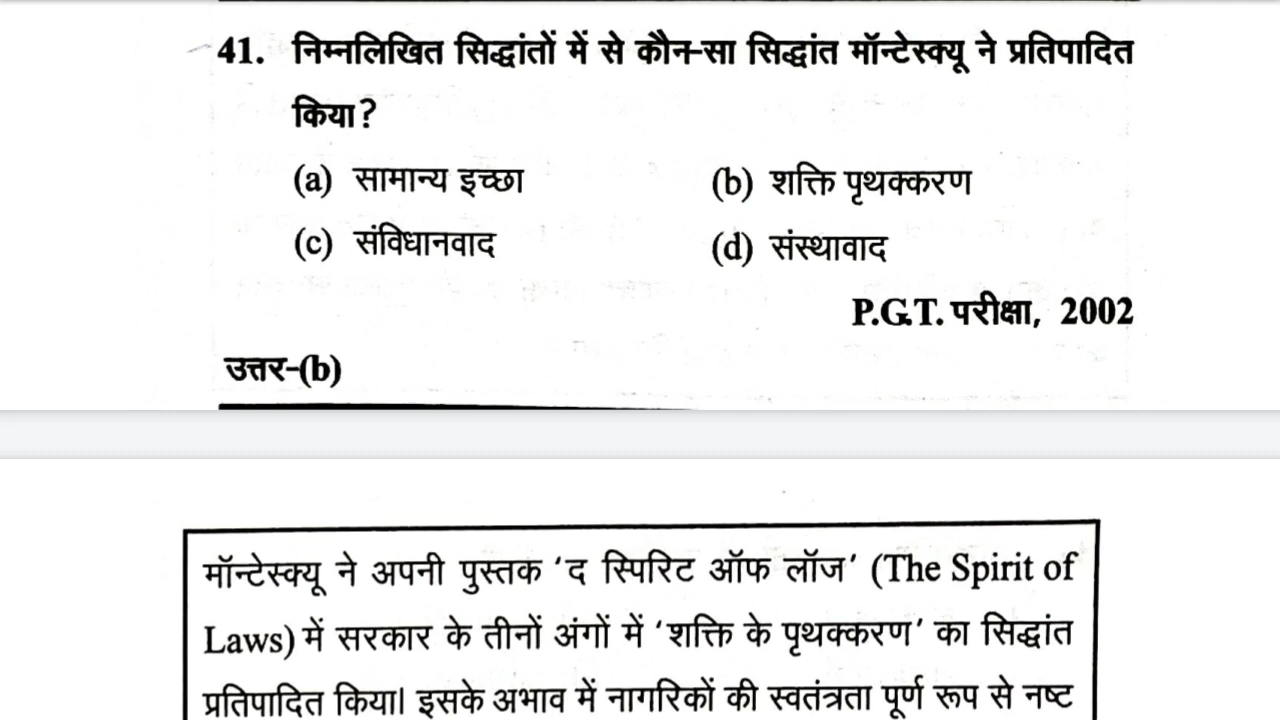 41. निम्नलिखित सिद्धांतों में से कौन-सा सिद्धांत मॉन्टेस्क्यू ने प्रतिपादित
किया?
(a) सामान्य इच्छा (b) शक्ति पृथक्करण
(c) संविधानवाद (d) संस्थावाद
P.G.T. परीक्षा, 2002
उत्तर-(b)
मॉन्टेस्क्यू ने अपनी पुस्तक ‘द स्पिरिट ऑफ लॉज’ (The Spirit of
Laws) में सरकार के तीनों अंगों में ‘शक्ति के पृथक्करण’ का सिद्धांत
प्रतिपादित किया। इसके अभाव में नागरिकों की स्वतंत्रता पूर्ण रूप से नष्ट